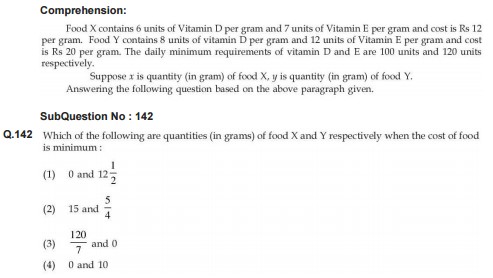 Comprehension:
Food X contains 6 units of Vitamin D per gram and 7 units of Vitamin E per gram and cost is Rs 12
per gram. Food Y contains 8 units of vitamin D per gram and 12 units of Vitamin E per gram and cost
is Rs 20 per gram. The daily minimum requirements of vitamin D and E are 100 units and 120 units
respectively.
Suppose x is quantity (in gram) of food X, y is quantity (in gram) of food Y.
Answering the following question based on the above paragraph given.
SubQuestion No : 142
Q.142 Which of the following are quantities (in grams) of food X and Y respectively when the cost of food
is minimum :
(1) 0 and 12 1/2
(2) 15 and 5/4
(3) 120/7 and 0
(4) 0 and 10